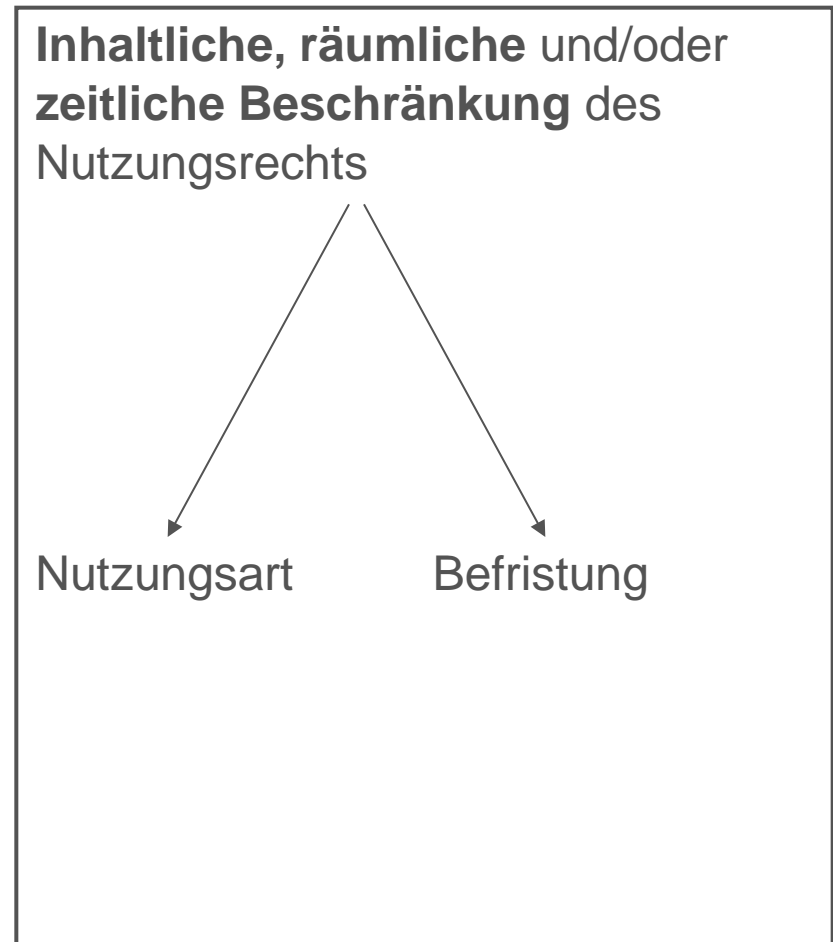 Inhaltliche, räumliche und/oder
zeitliche Beschränkung des
Nutzungsrechts
Nutzungsart Befristung